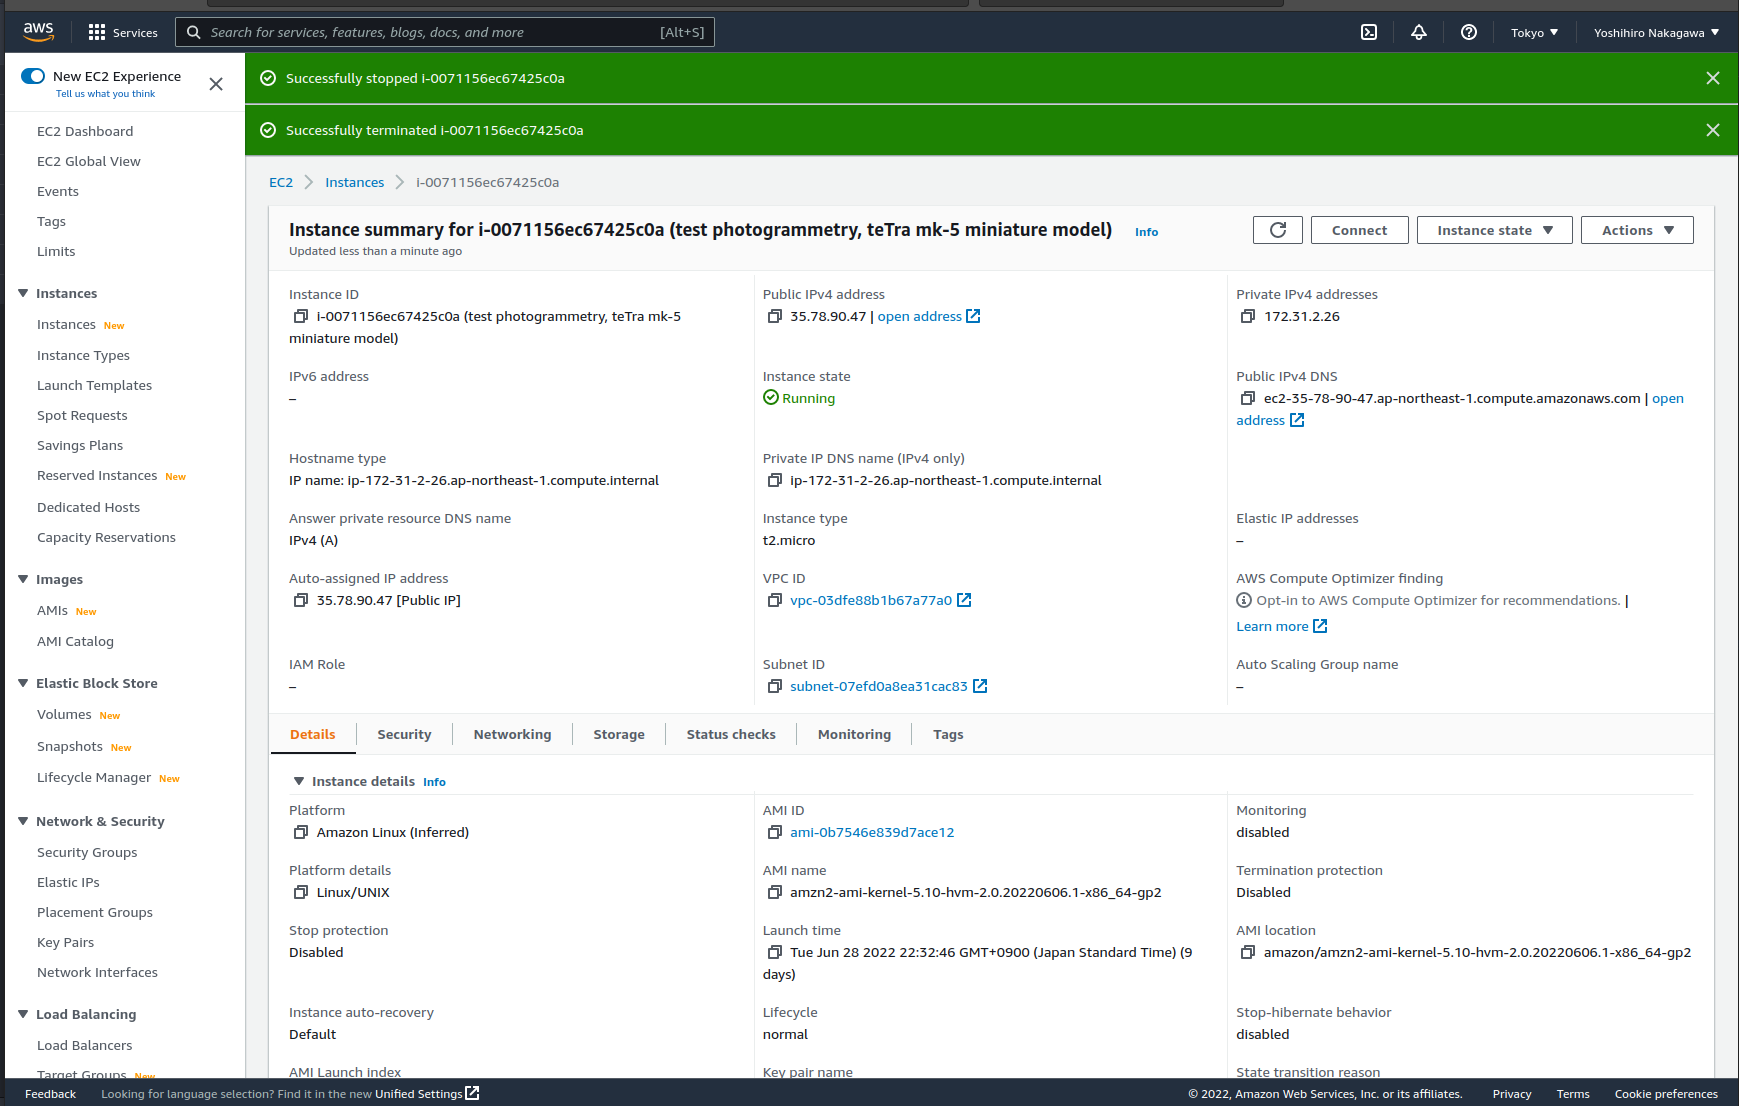 aws
Services
Search for services, features, blogs, docs, and more
[Alt+S]
Tokyo ▼
Yoshihiro Nakagawa ▼
New EC2 Experience
Tell us what you think
EC2 Dashboard
EC2 Global View
Events
Tags
Limits
Instances
Instances New
Instance Types
Launch Templates
Spot Requests
Savings Plans
Reserved Instances New
Dedicated Hosts
Capacity Reservations
Images
AMIs New
AMI Catalog
Elastic Block Store
Volumes New
Snapshots New
Lifecycle Manager New
Network & Security
Security Groups
Elastic IPs
Placement Groups
Key Pairs
Network Interfaces
Load Balancing
Load Balancers
Target Groups New
Successfully stopped i-0071156ec67425c0a
Successfully terminated i-0071156ec67425c0a
EC2 > Instances > i-0071156ec67425c0a
Instance summary for i-0071156ec67425c0a (test photogrammetry, teTra mk-5 miniature model) Info
Updated less than a minute ago
Connect
Instance state ▼
Actions ▼
Instance ID
i-0071156ec67425c0a (test photogrammetry, teTra mk-5
miniature model)
Public IPv4 address
35.78.90.47 | open address
Private IPv4 addresses
172.31.2.26
IPv6 address
–
Instance state
Running
Public IPv4 DNS
ec2-35-78-90-47.ap-northeast-1.compute.amazonaws.com | open
address
Hostname type
IP name: ip-172-31-2-26.ap-northeast-1.compute.internal
Private IP DNS name (IPv4 only)
ip-172-31-2-26.ap-northeast-1.compute.internal
Answer private resource DNS name
IPv4 (A)
Instance type
t2.micro
Elastic IP addresses
–
Auto-assigned IP address
35.78.90.47 [Public IP]
VPC ID
vpc-03dfe88b1b67a77a0
AWS Compute Optimizer finding
Opt-in to AWS Compute Optimizer for recommendations. |
Learn more
IAM Role
–
Subnet ID
subnet-07efd0a8ea31cac83
Auto Scaling Group name
–
Details
Security
Networking
Storage
Status checks
Monitoring
Tags
Instance details Info
Platform
Amazon Linux (Inferred)
AMI ID
ami-0b7546e839d7ace12
Monitoring
disabled
Platform details
Linux/UNIX
AMI name
amzn2-ami-kernel-5.10-hvm-2.0.20220606.1-x86_64-gp2
Termination protection
Disabled
Stop protection
Disabled
Launch time
Tue Jun 28 2022 22:32:46 GMT+0900 (Japan Standard Time) (9
days)
AMI location
amazon/amzn2-ami-kernel-5.10-hvm-2.0.20220606.1-x86_64-gp2
Instance auto-recovery
Default
Lifecycle
normal
Stop-hibernate behavior
disabled
AMI Launch index
Key pair name
State transition reason
Feedback
Looking for language selection? Find it in the new Unified Settings
© 2022, Amazon Web Services, Inc. or its affiliates.
Privacy
Terms
Cookie preferences